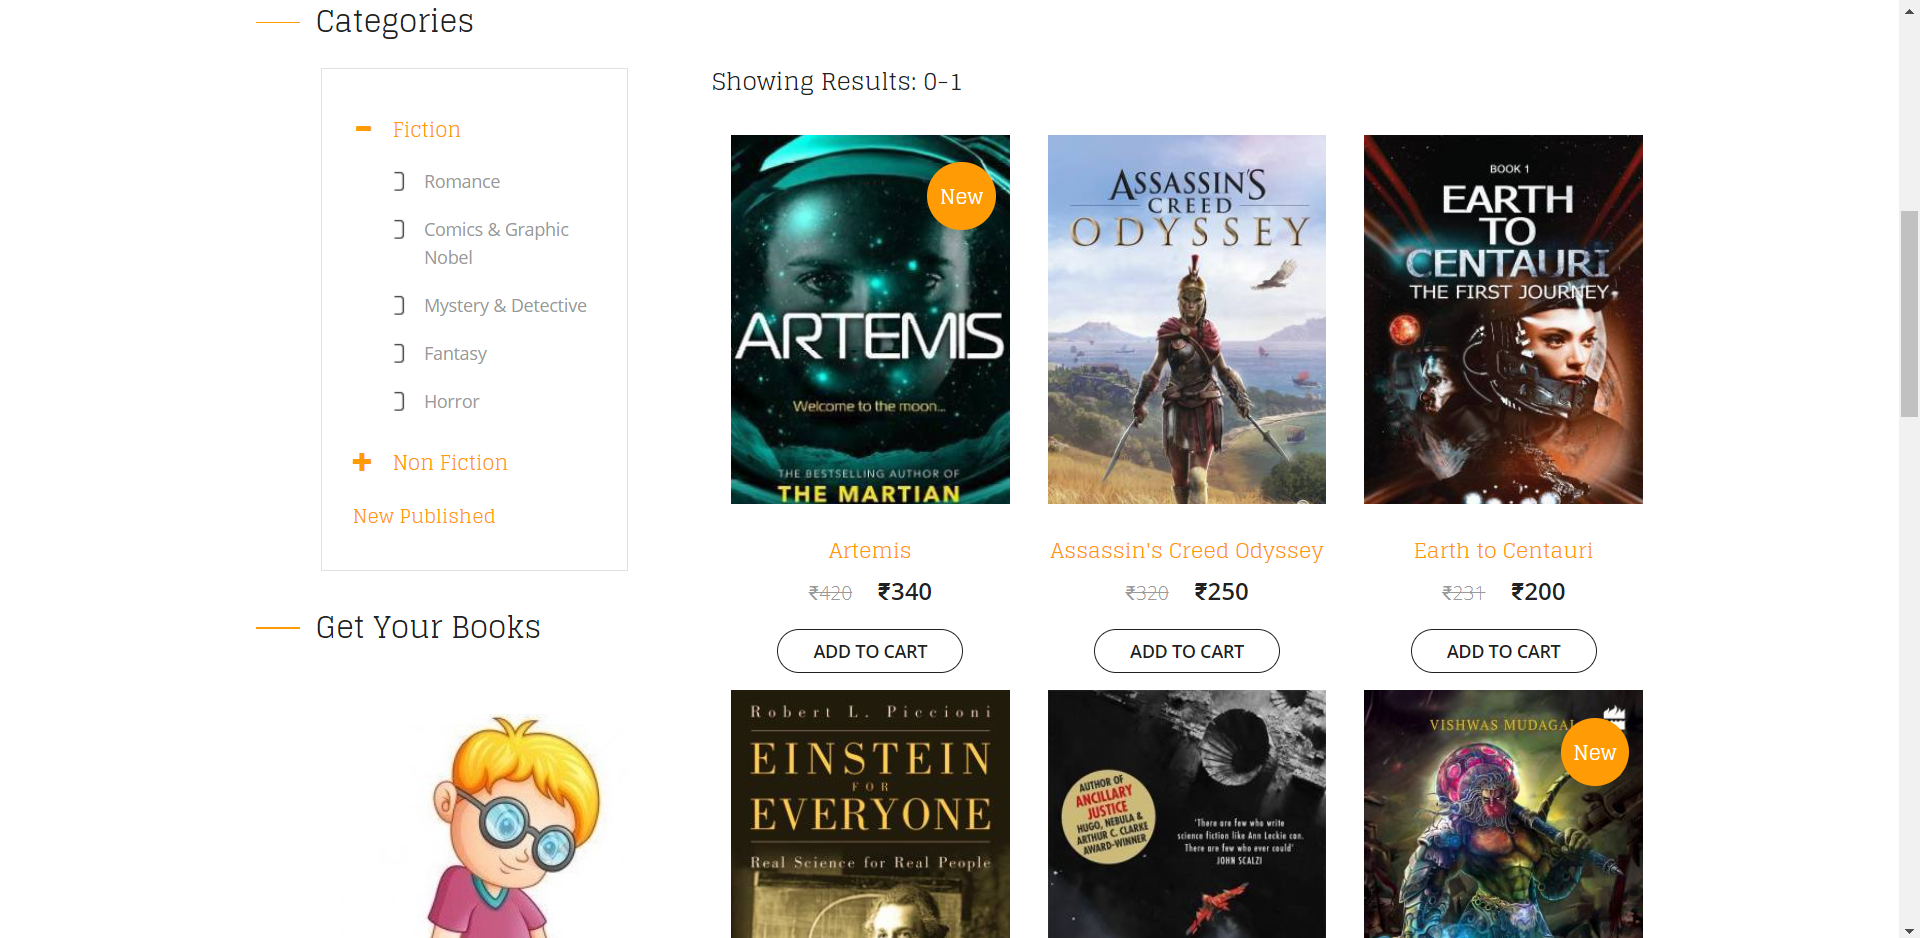 Categories
Fiction
Romance
Comics & Graphic
Nobel
Mystery & Detective
Fantasy
Horror
Non Fiction
New Published
Get Your Books
Showing Results: 0-1
New
ARTEMIS
Welcome to the moon...
THE BESTSELLING AUTHOR OF
THE MARTIAN
Artemis
₹420 ₹340
ADD TO CART
ASSASSIN'S
CREED
ODYSSEY
Assassin's Creed Odyssey
₹320 ₹250
ADD TO CART
BOOK 1
EARTH
TO
CENTAURI
THE FIRST JOURNEY
Earth to Centauri
₹231 ₹200
ADD TO CART
Robert L. Piccioni
EINSTEIN
FOR
EVERYONE
Real Science for Real People
AUTHOR OF
ANCILLARY
JUSTICE
HUGO, NEBULA &
ARTHUR C. CLARKE
AWARD-WINNER
'There are few who write
science fiction like Ann Leckie can.
There are few who ever could'
JOHN SCALZI
VISHWAS MUDAGA
New